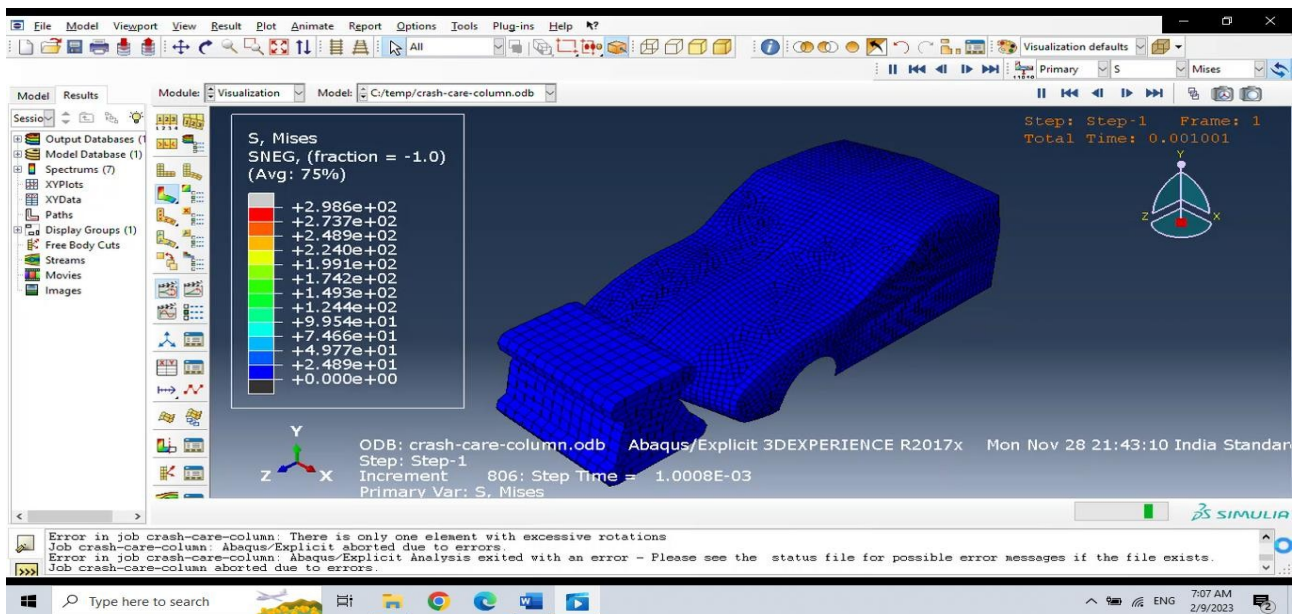 File Model Viewport View Result Plot Animate Report Options Tools Plug-ins Help
All
Visualization defaults
Primary S Mises
Model Results
Module: Visualization Model: C:/temp/crash-care-column.odb
Sessio
Output Databases (1
Model Database (1)
Spectrums (7)
XYPlots
XYData
Paths
Display Groups (1)
Free Body Cuts
Streams
Movies
Images
S, Mises
SNEG, (fraction = -1.0)
(Avg: 75%)
+2.986e+02
+2.737e+02
+2.489e+02
+2.240e+02
+1.991e+02
+1.742e+02
+1.493e+02
+1.244e+02
+9.954e+01
+7.466e+01
+4.977e+01
+2.489e+01
+0.000e+00
Step: Step-1 Frame: 1
Total Time: 0.001001
Y
Z X
Y
Z X
ODB: crash-care-column.odb Abaqus/Explicit 3DEXPERIENCE R2017x Mon Nov 28 21:43:10 India Standar
Step: Step-1
Increment 806: Step Time = 1.0008E-03
Primary Var: S, Mises
SIMULIA
Error in job crash-care-column: There is only one element with excessive rotations
Job crash-care-column: Abaqus/Explicit aborted due to errors.
Error in job crash-care-column: Abaqus/Explicit Analysis exited with an error - Please see the status file for possible error messages if the file exists.
Job crash-care-column aborted due to errors.
Type here to search
ENG
7:07 AM
2/9/2023